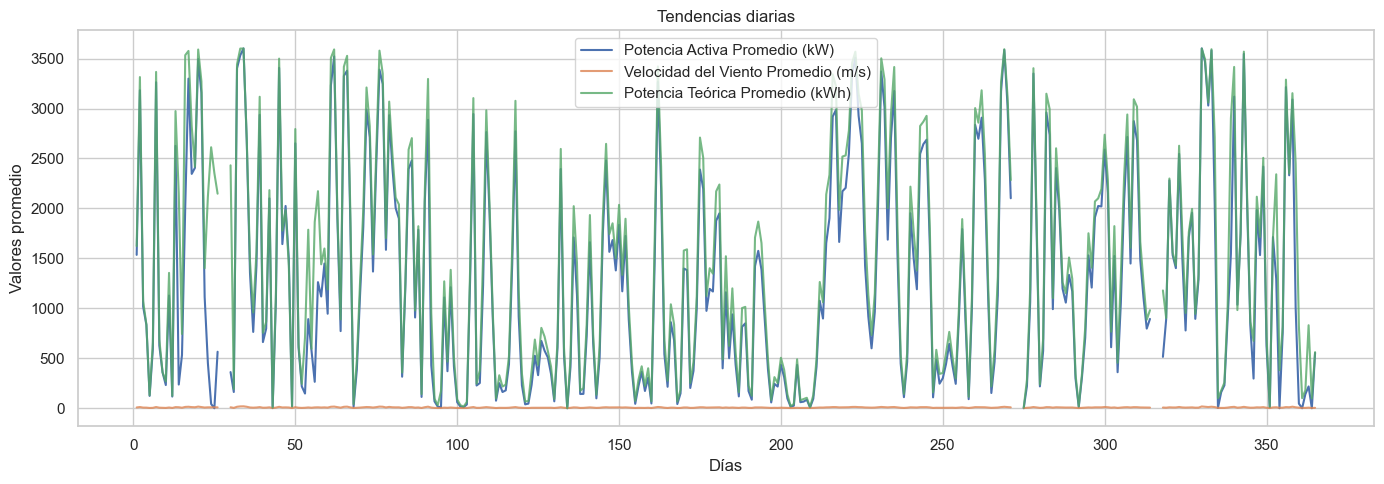 Tendencias diarias
Potencia Activa Promedio (kW)
Velocidad del Viento Promedio (m/s)
Potencia Teórica Promedio (kWh)
Valores promedio
3500
3000
2500
2000
1500
1000
500
0
0 50 100 150 200 250 300 350
Días